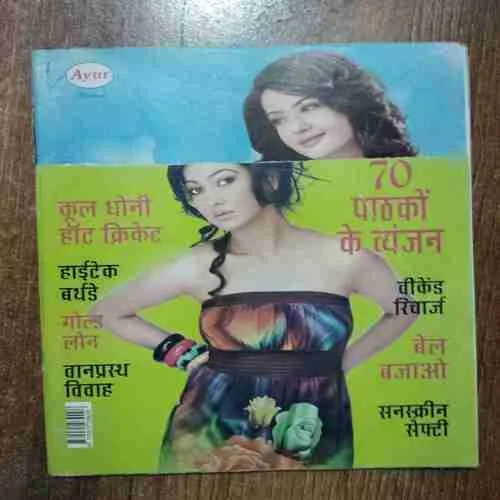 Ayur
70
पाठकों
के व्यंजन
कूल धोनी
हॉट क्रिकेट
हाईटेक
बर्थडे
गोल्ड
लोन
वानप्रस्थ
विवाह
वीकेंड
रिचार्ज
बेल
बजाओ
सनस्क्रीन
सेफ्टी